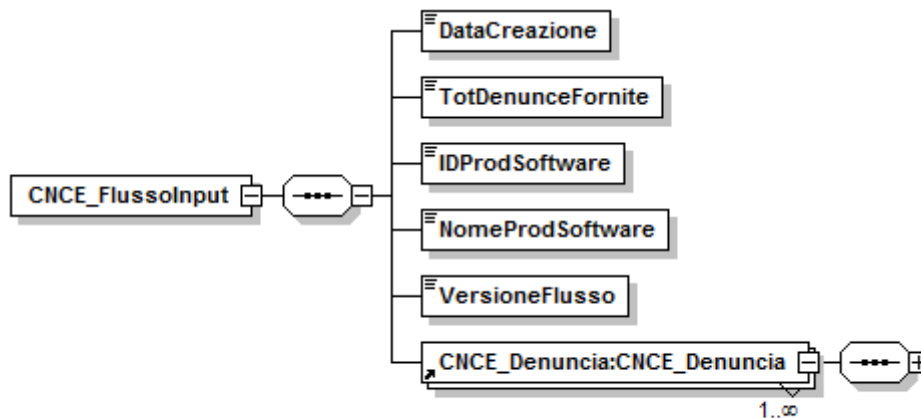 DataCreazione
TotDenunceFornite
IDProdSoftware
CNCE_FlussoInput
NomeProdSoftware
VersioneFlusso
CNCE_Denuncia:CNCE_Denuncia
1..∞